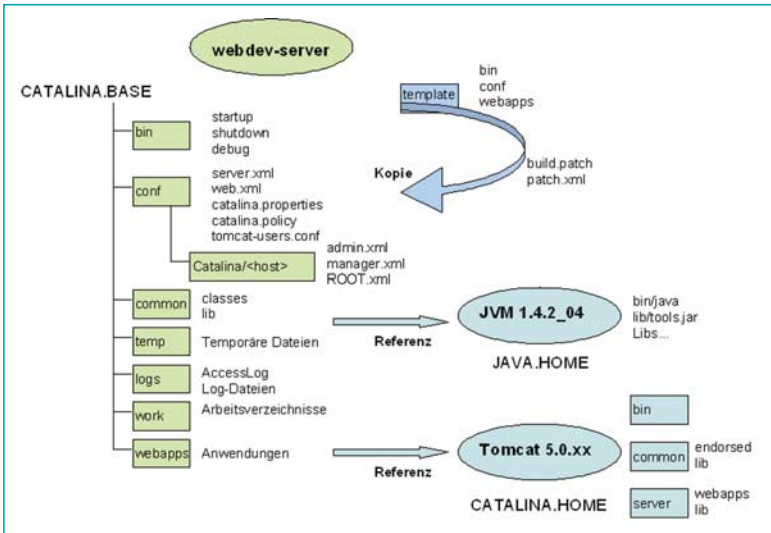 webdev-server
CATALINA.BASE
bin
startup
shutdown
debug
conf
server.xml
web.xml
catalina.properties
catalina.policy
tomcat-users.conf
Catalina/<host>
admin.xml
manager.xml
ROOT.xml
common
classes
lib
temp
Temporäre Dateien
logs
AccessLog
Log-Dateien
work
Arbeitsverzeichnisse
webapps
Anwendungen
template
bin
conf
webapps
Kopie
build.patch
patch.xml
Referenz
JVM 1.4.2_04
JAVA.HOME
bin/java
lib/tools.jar
Libs...
Referenz
Tomcat 5.0.xx
CATALINA.HOME
bin
common
endorsed
lib
server
webapps
lib